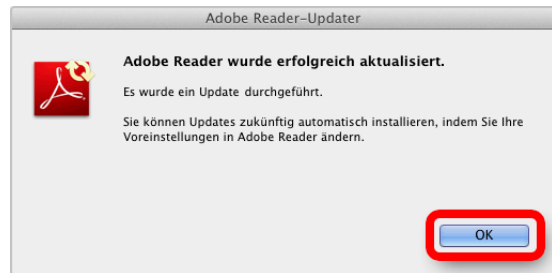 Adobe Reader-Updater
Adobe Reader wurde erfolgreich aktualisiert.
Es wurde ein Update durchgeführt.
Sie können Updates zukünftig automatisch installieren, indem Sie Ihre
Voreinstellungen in Adobe Reader ändern.
OK